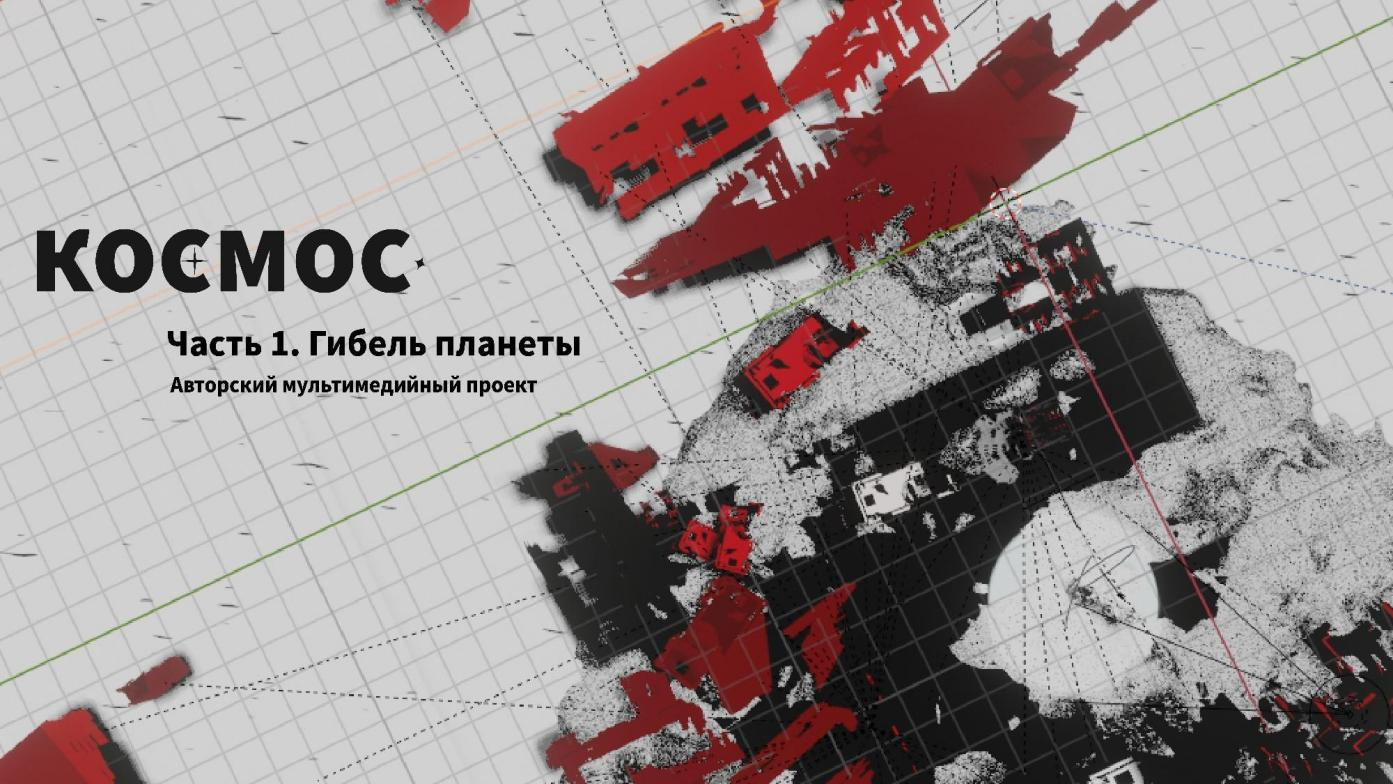 КОСМОС
Часть 1. Гибель планеты
Авторский мультимедийный проект